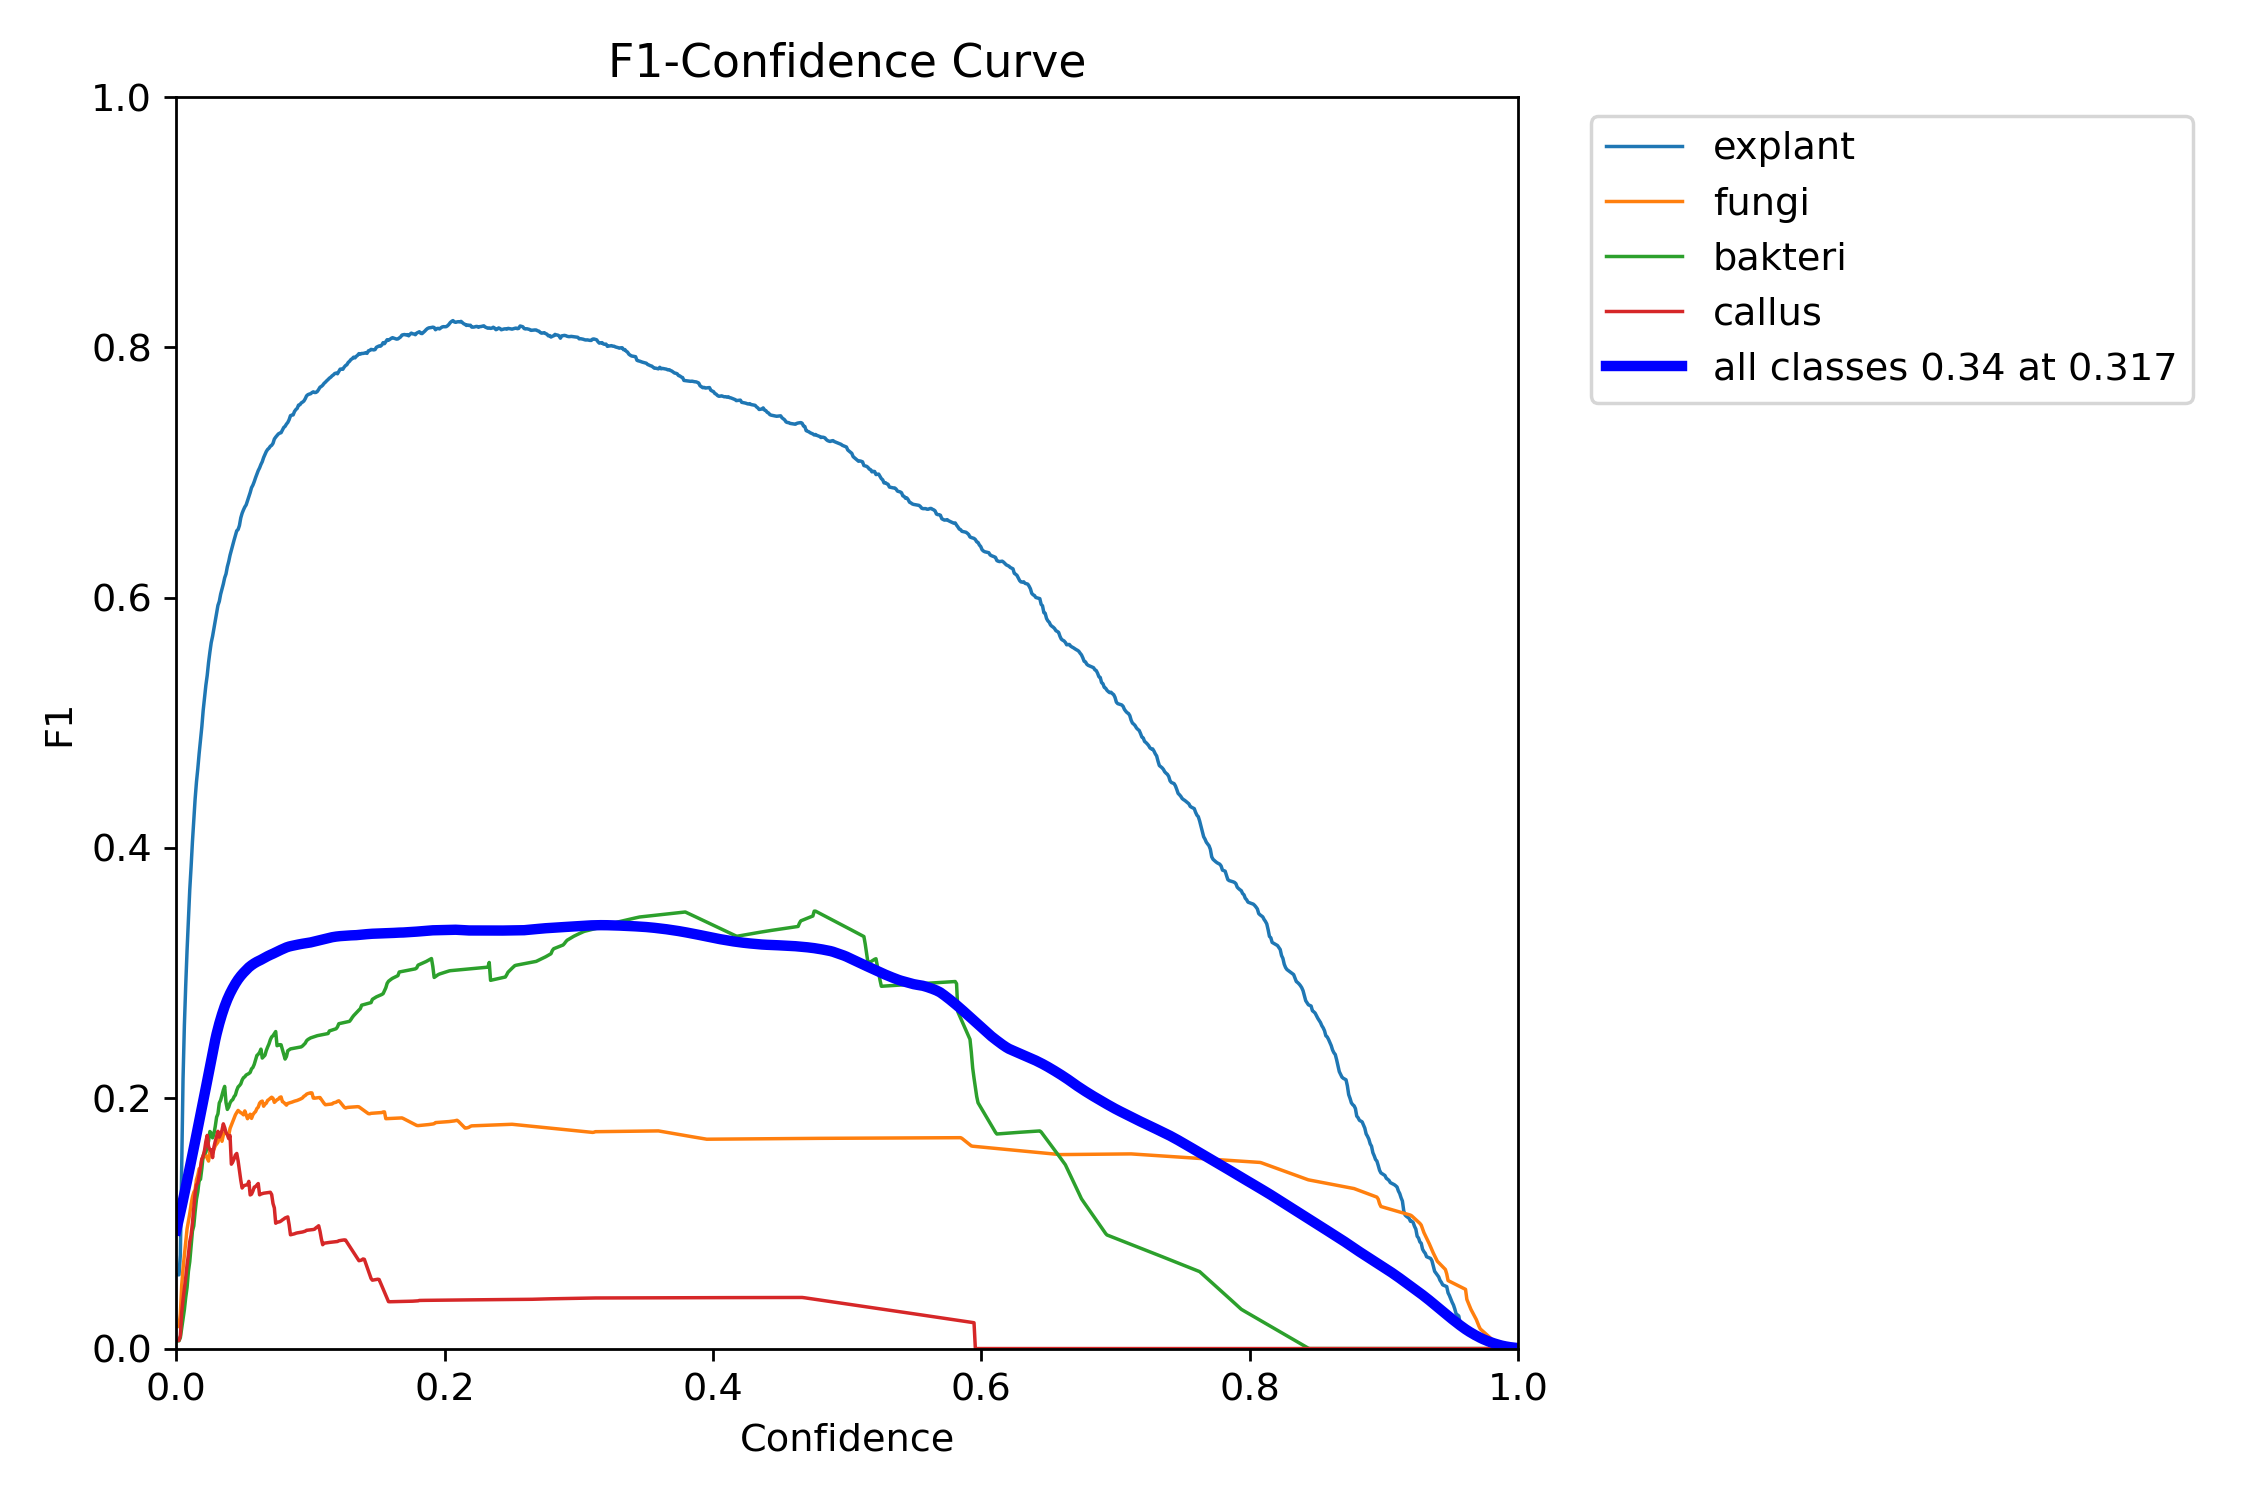 F1-Confidence Curve
1.0
0.8
0.6
0.4
0.2
0.0
F1
0.0 0.2 0.4 0.6 0.8 1.0
Confidence
explant
fungi
bakteri
callus
all classes 0.34 at 0.317